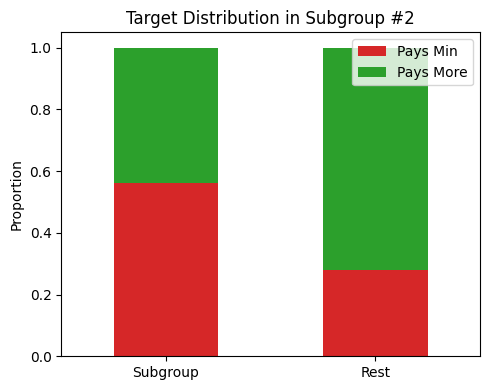 Target Distribution in Subgroup #2
Pays Min
Pays More
Proportion
1.0
0.8
0.6
0.4
0.2
0.0
Subgroup
Rest